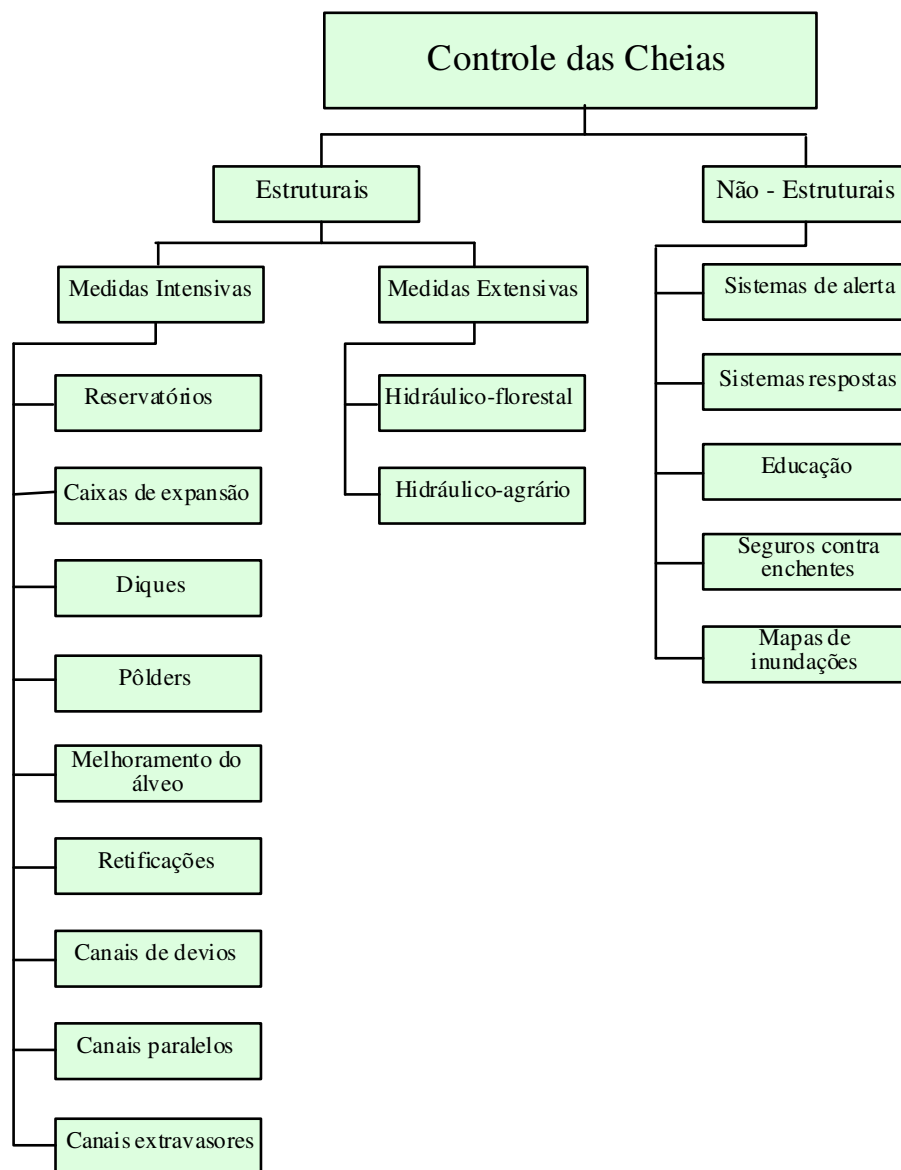 Controle das Cheias
Estruturais
Não - Estruturais
Medidas Intensivas
Medidas Extensivas
Reservatórios
Caixas de expansão
Diques
Pôlders
Melhoramento do
álveo
Retificações
Canais de devios
Canais paralelos
Canais extravasores
Hidráulico-florestal
Hidráulico-agrário
Sistemas de alerta
Sistemas respostas
Educação
Seguros contra
enchentes
Mapas de
inundações